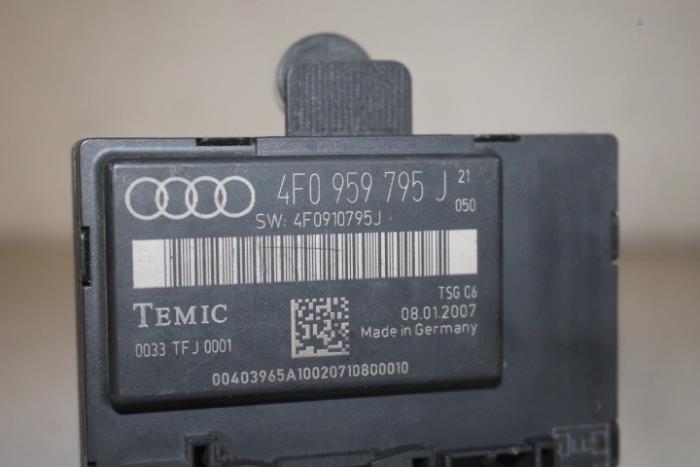 4F0 959 795 J 21
050
SW: 4F0910795J
TSG C6
TEMIC
08.01.2007
Made in Germany
0033 TFJ 0001
00403965A10020710800010